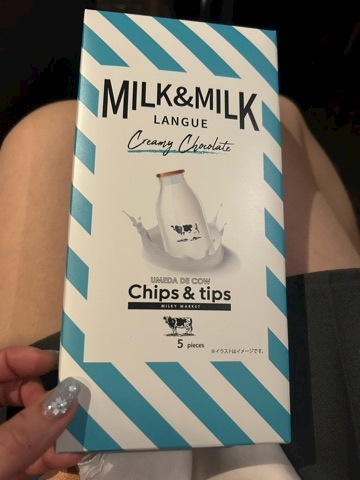 MILK&MILK
LANGUE
Creamy Chocolate
UMEDA DE COW
Chips & tips
MILKY MARKET
5 pieces
※イラストはイメージです。